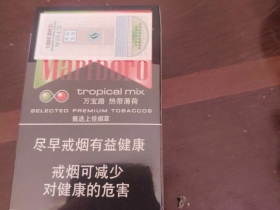 Marlboro
tropical mix
万宝路 热带薄荷
SELECTED PREMIUM TOBACCOS
甄选上佳烟草
尽早戒烟有益健康
戒烟可减少
对健康的危害